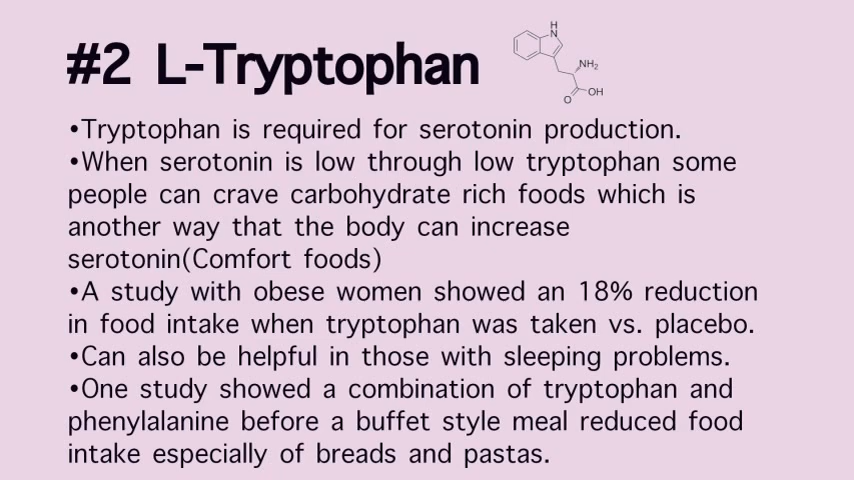 #2 L-Tryptophan
H
N
NH2
OH
O
•Tryptophan is required for serotonin production.
•When serotonin is low through low tryptophan some
people can crave carbohydrate rich foods which is
another way that the body can increase
serotonin(Comfort foods)
•A study with obese women showed an 18% reduction
in food intake when tryptophan was taken vs. placebo.
•Can also be helpful in those with sleeping problems.
•One study showed a combination of tryptophan and
phenylalanine before a buffet style meal reduced food
intake especially of breads and pastas.